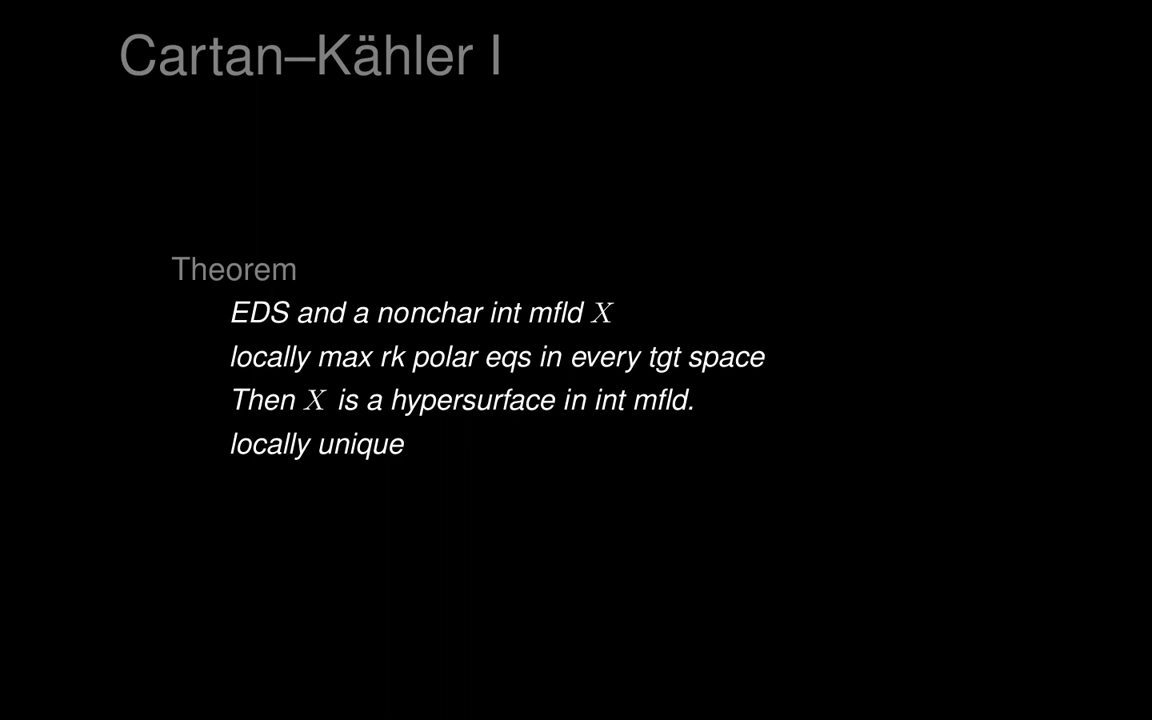 Cartan–Kähler I
Theorem
EDS and a nonchar int mfld X
locally max rk polar eqs in every tgt space
Then X is a hypersurface in int mfld.
locally unique